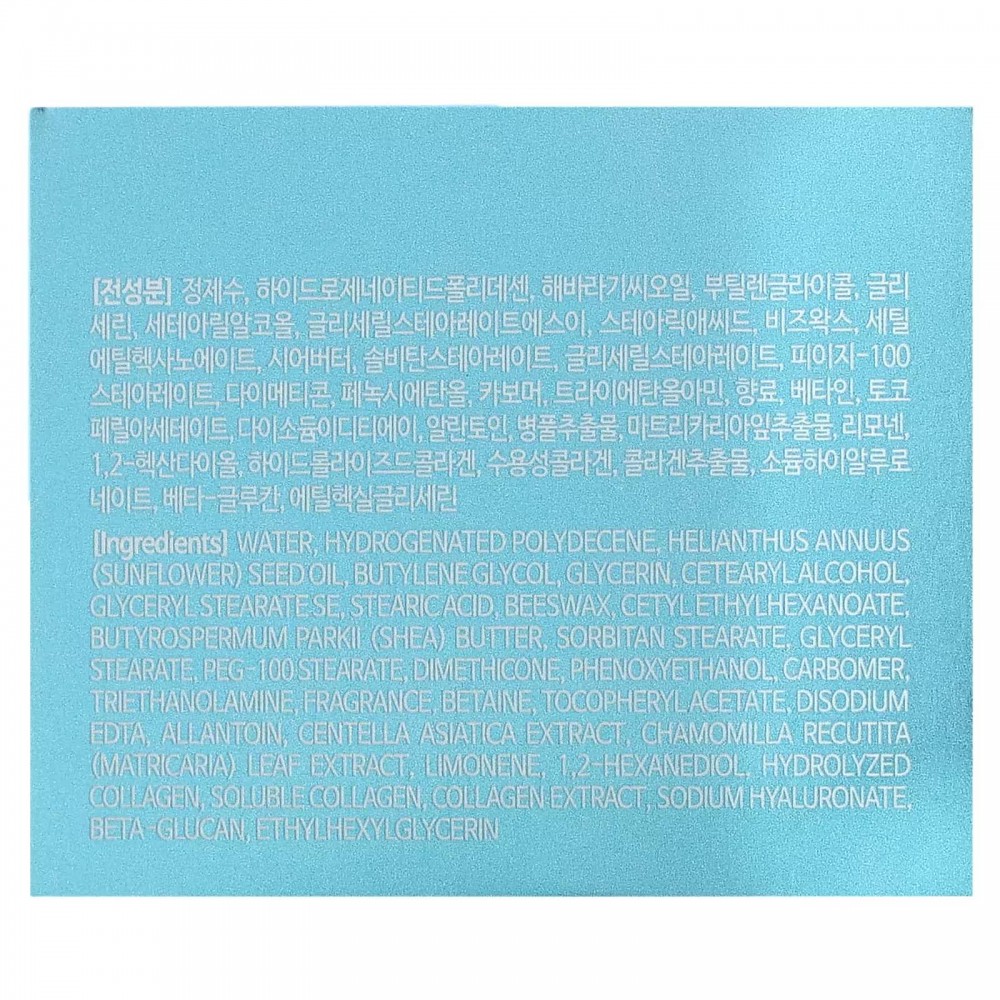 [전성분] 정제수, 하이드로제네이티드폴리데센, 해바라기씨오일, 부틸렌글라이콜, 글리
세린, 세테아릴알코올, 글리세릴스테아레이트에스이, 스테아릭애씨드, 비즈왁스, 세틸
에틸헥사노에이트, 시어버터, 솔비탄스테아레이트, 글리세릴스테아레이트, 피이지-100
스테아레이트, 다이메티콘, 페녹시에탄올, 카보머, 트라이에탄올아민, 향료, 베타인, 토코
페릴아세테이트, 다이소듐이디티에이, 알란토인, 병풀추출물, 마트리카리아잎추출물, 리모넨,
1,2-헥산다이올, 하이드롤라이즈드콜라겐, 수용성콜라겐, 콜라겐추출물, 소듐하이알루로
네이트, 베타-글루칸, 에틸헥실글리세린
[Ingredients] WATER, HYDROGENATED POLYDECENE, HELIANTHUS ANNUUS
(SUNFLOWER) SEED OIL, BUTYLENE GLYCOL, GLYCERIN, CETEARYL ALCOHOL,
GLYCERYL STEARATE SE, STEARIC ACID, BEESWAX, CETYL ETHYLHEXANOATE,
BUTYROSPERMUM PARKII (SHEA) BUTTER, SORBITAN STEARATE, GLYCERYL
STEARATE, PEG-100 STEARATE, DIMETHICONE, PHENOXYETHANOL, CARBOMER,
TRIETHANOLAMINE, FRAGRANCE, BETAINE, TOCOPHERYL ACETATE, DISODIUM
EDTA, ALLANTOIN, CENTELLA ASIATICA EXTRACT, CHAMOMILLA RECUTITA
(MATRICARIA) LEAF EXTRACT, LIMONENE, 1,2-HEXANEDIOL, HYDROLYZED
COLLAGEN, SOLUBLE COLLAGEN, COLLAGEN EXTRACT, SODIUM HYALURONATE,
BETA-GLUCAN, ETHYLHEXYLGLYCERIN